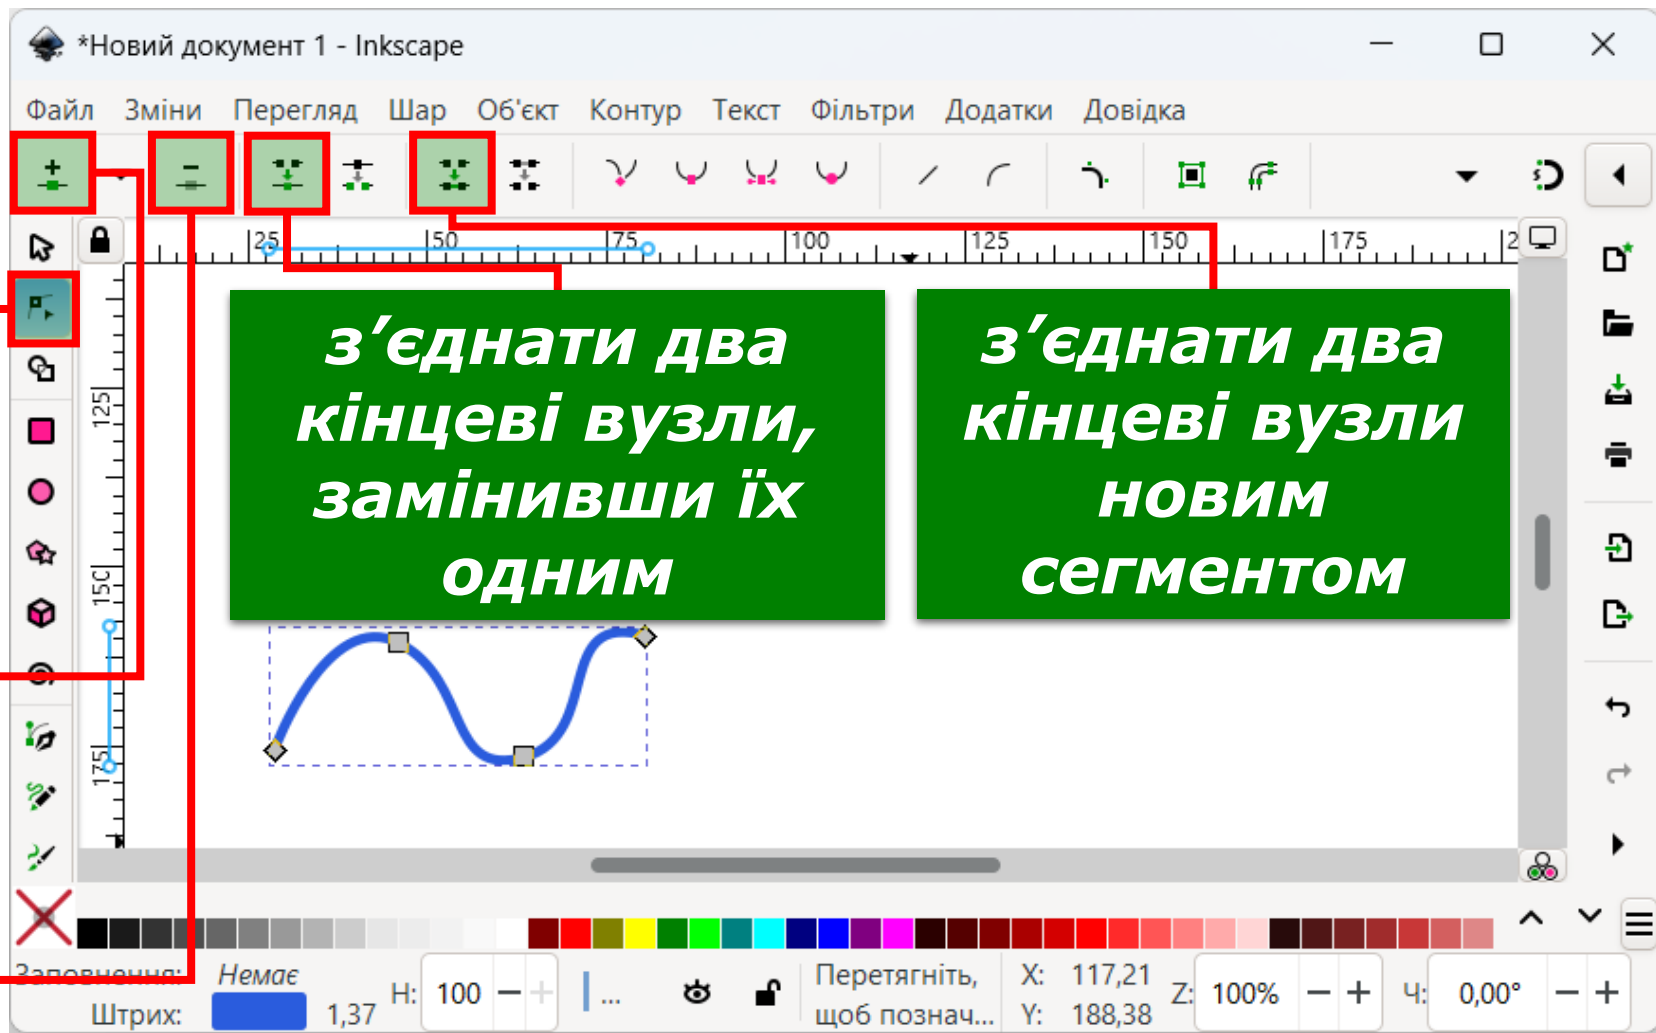 *Новий документ 1 - Inkscape
Файл Зміни Перегляд Шар Об'єкт Контур Текст Фільтри Додатки Довідка
25 50 75 100 125 150 175 2
125
150
175
з’єднати два
кінцеві вузли,
замінивши їх
одним
з’єднати два
кінцеві вузли
новим
сегментом
Заповнення: Немає
Штрих: 1,37
Н: 100
...
Перетягніть,
щоб познач...
X: 117,21
Y: 188,38
Z: 100%
Ч: 0,00°